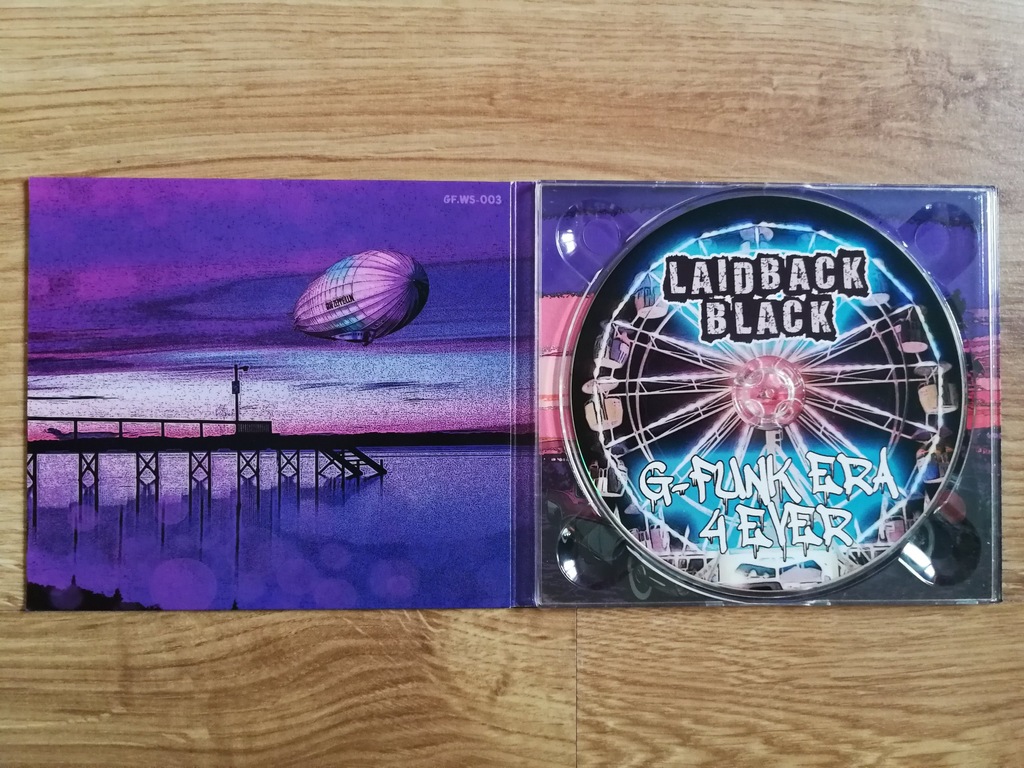 GF.WS-003
LAIDBACK
BLACK
G-FUNK ERA
4 EVER